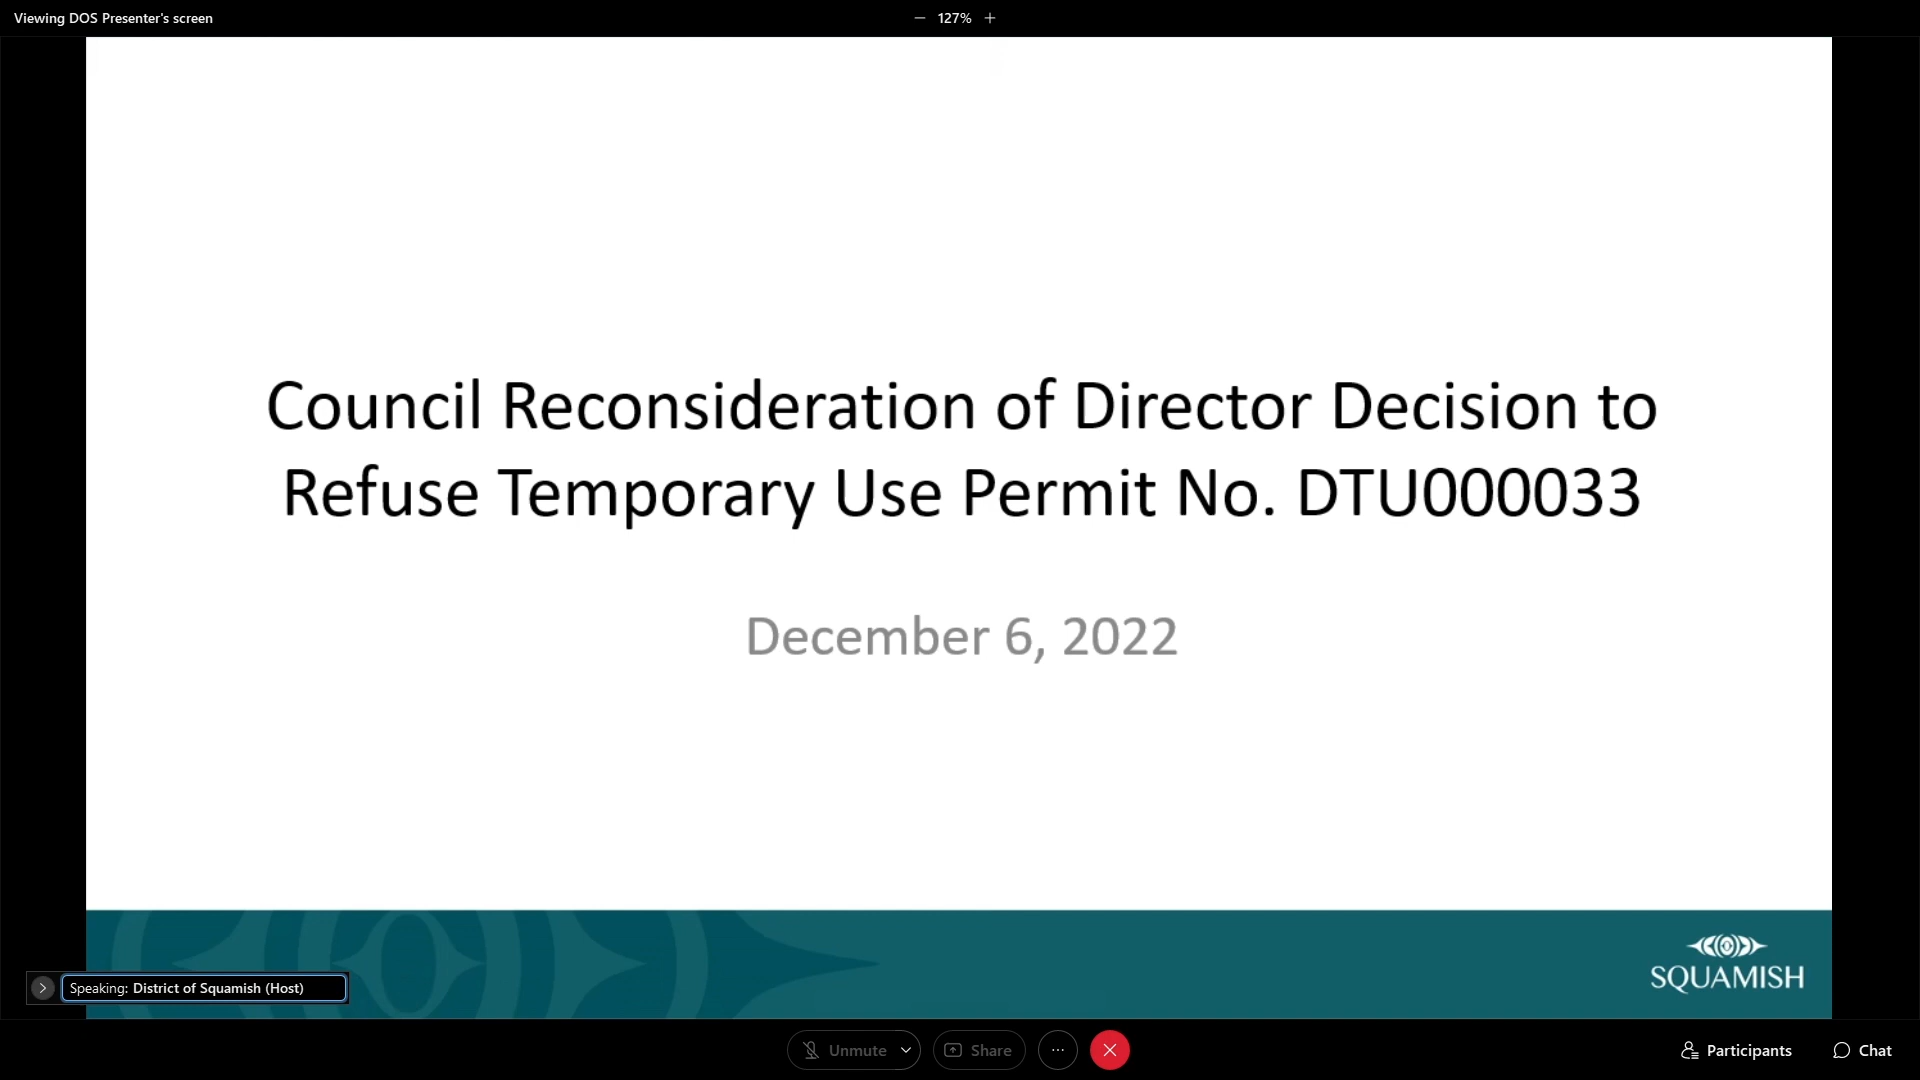 Viewing DOS Presenter's screen
127%
Council Reconsideration of Director Decision to
Refuse Temporary Use Permit No. DTU000033
December 6, 2022
SQUAMISH
Speaking: District of Squamish (Host)
Unmute
Share
Participants
Chat